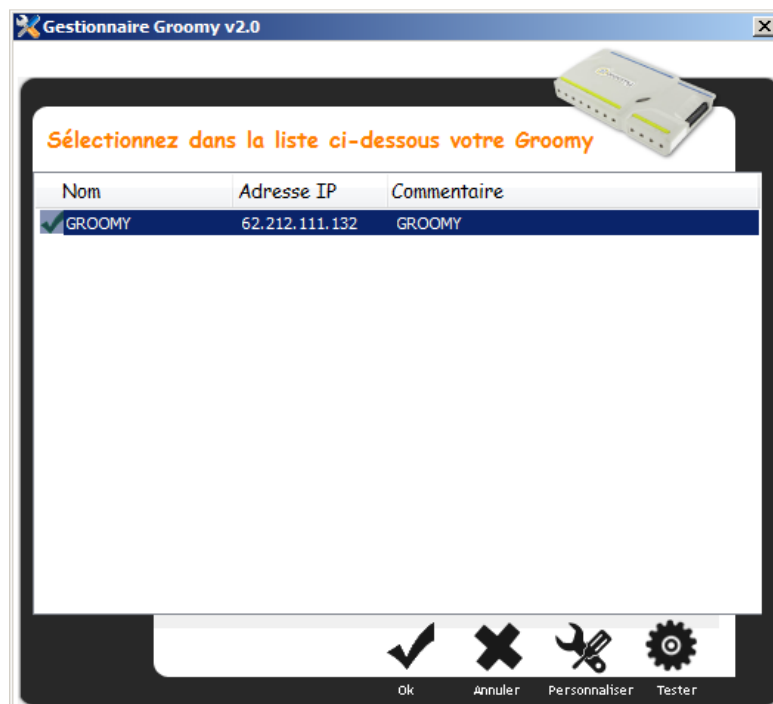 Gestionnaire Groomy v2.0
Sélectionnez dans la liste ci-dessous votre Groomy
Nom Adresse IP Commentaire
GROOMY 62.212.111.132 GROOMY
Ok Annuler Personnaliser Tester